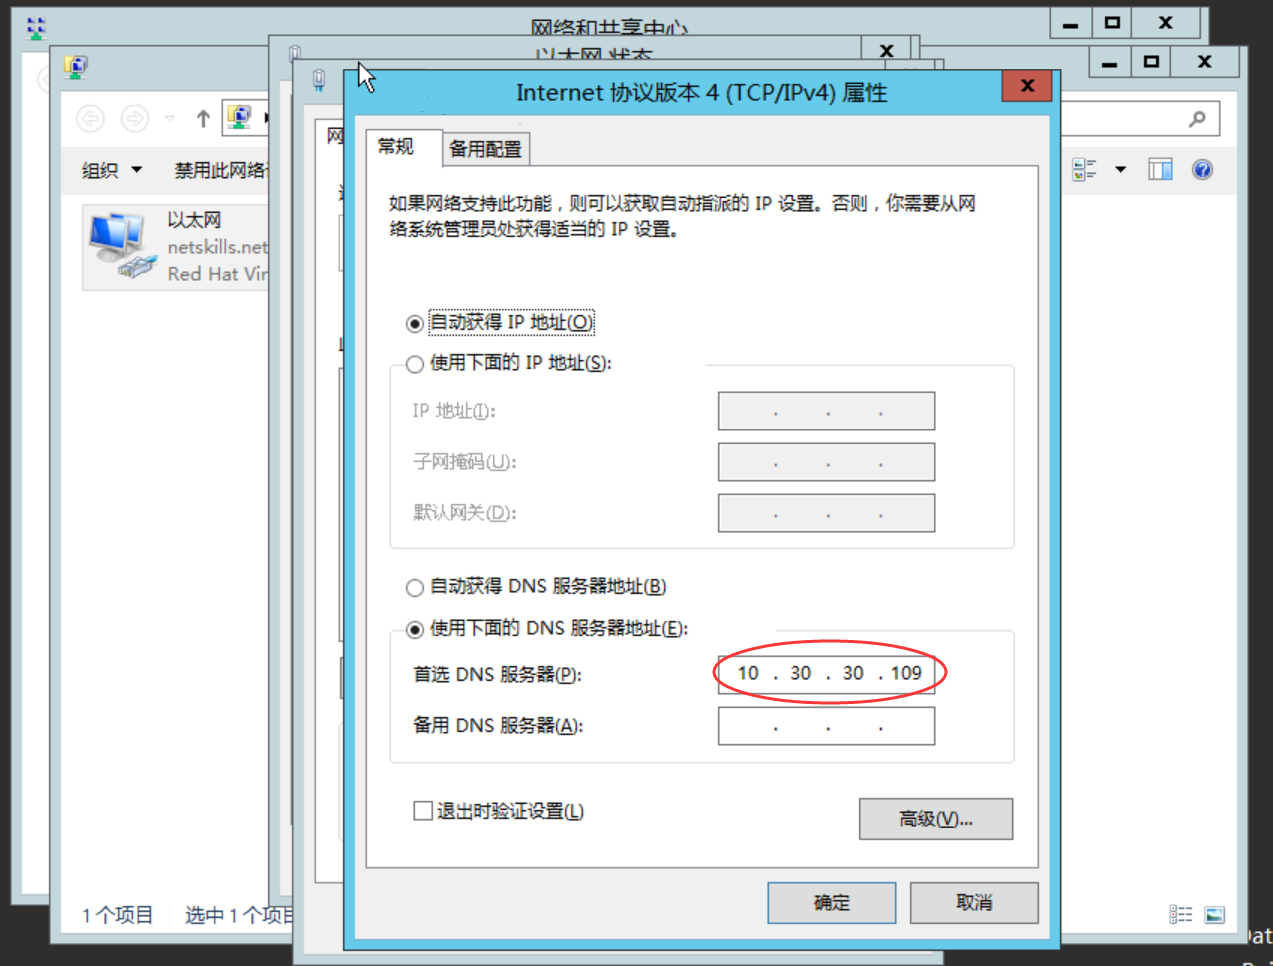 网络和共享中心
以太网 状态
Internet 协议版本 4 (TCP/IPv4) 属性
常规
备用配置
组织
禁用此网络
以太网
netskills.net
Red Hat Vir
如果网络支持此功能，则可以获取自动指派的 IP 设置。否则，你需要从网
络系统管理员处获得适当的 IP 设置。
自动获得 IP 地址(O)
使用下面的 IP 地址(S):
IP 地址(I):
子网掩码(U):
默认网关(D):
自动获得 DNS 服务器地址(B)
使用下面的 DNS 服务器地址(E):
首选 DNS 服务器(P):
10 . 30 . 30 . 109
备用 DNS 服务器(A):
退出时验证设置(L)
高级(V)...
确定
取消
1 个项目
选中 1 个项目